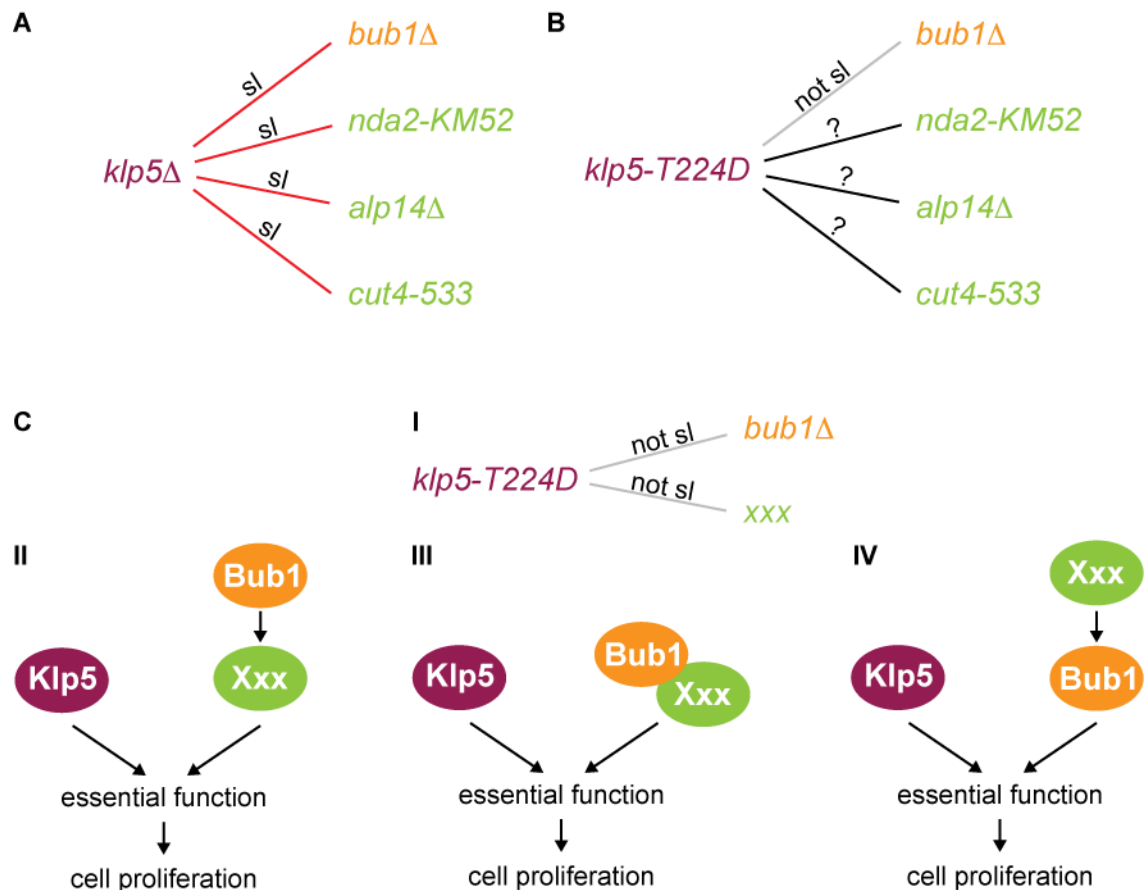 A
bub1Δ
sl
nda2-KM52
sl
klp5Δ
sl
alp14Δ
sl
cut4-533
B
bub1Δ
not sl
nda2-KM52
?
klp5-T224D
?
alp14Δ
?
cut4-533
C
I
bub1Δ
not sl
klp5-T224D
not sl
xxx
II
Bub1
Klp5
Xxx
essential function
cell proliferation
III
Klp5
Bub1
Xxx
essential function
cell proliferation
IV
Xxx
Klp5
Bub1
essential function
cell proliferation